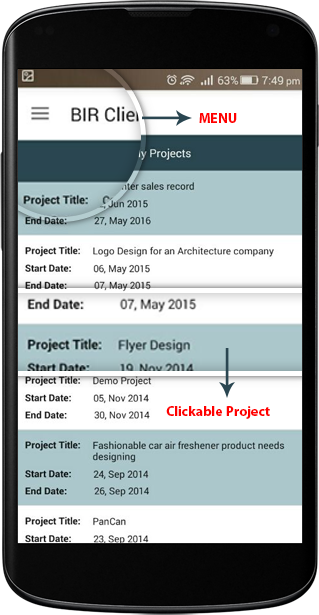 63% 7:49 pm
BIR Clien
MENU
y Projects
nter sales record
Project Title:
Jun 2015
End Date: 27, May 2016
Project Title: Logo Design for an Architecture company
Start Date: 06, May 2015
End Date: 07, May 2015
End Date: 07, May 2015
Project Title: Flyer Design
Start Date: 19, Nov 2014
Project Title: Demo Project
Start Date: 05, Nov 2014
End Date: 30, Nov 2014
Clickable Project
Project Title: Fashionable car air freshener product needs
designing
Start Date: 24, Sep 2014
End Date: 26, Sep 2014
Project Title: PanCan
Start Date: 23, Sep 2014